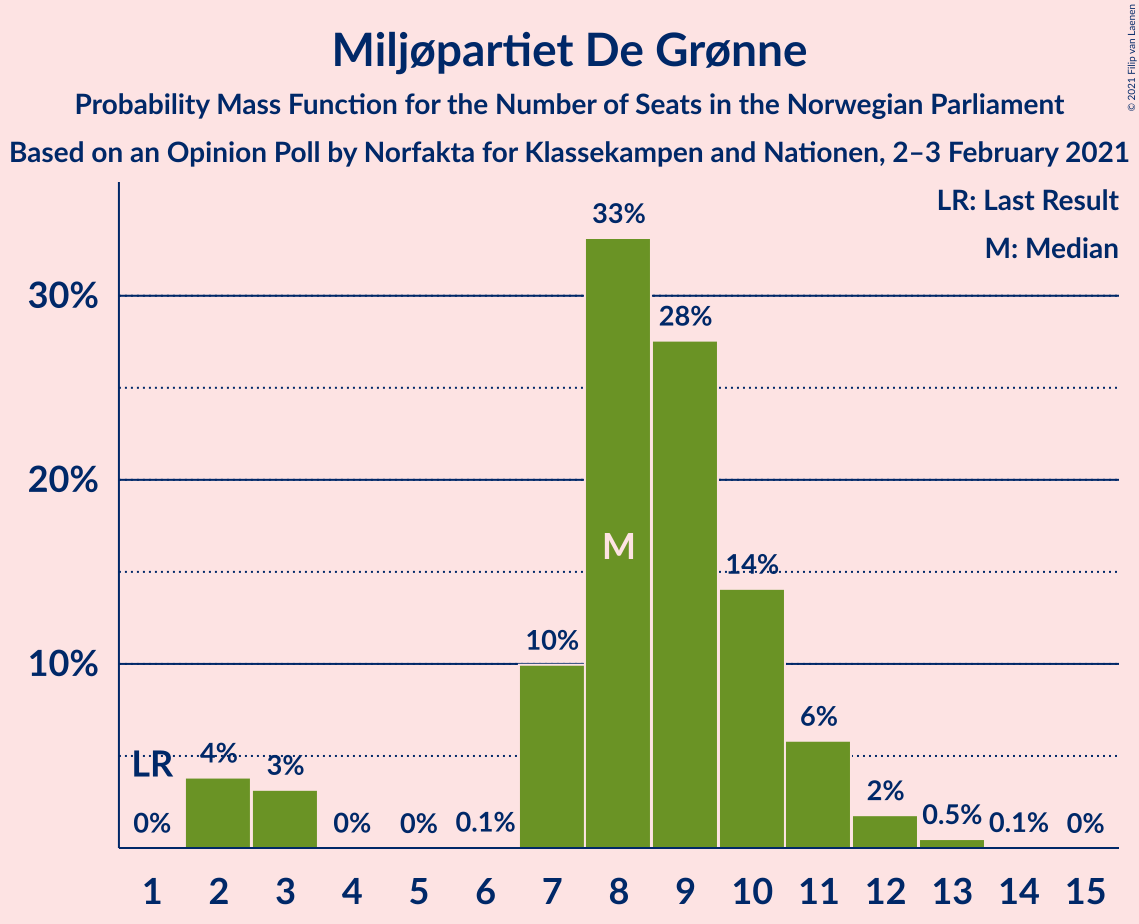 Miljøpartiet De Grønne
Probability Mass Function for the Number of Seats in the Norwegian Parliament
Based on an Opinion Poll by Norfakta for Klassekampen and Nationen, 2–3 February 2021
© 2021 Filip van Laenen
LR: Last Result
M: Median
33%
30%
28%
20%
M
14%
10%
10%
6%
LR
4%
3%
2%
0.5%
0%
0%
0%
0.1%
0.1%
0%
1 2 3 4 5 6 7 8 9 10 11 12 13 14 15